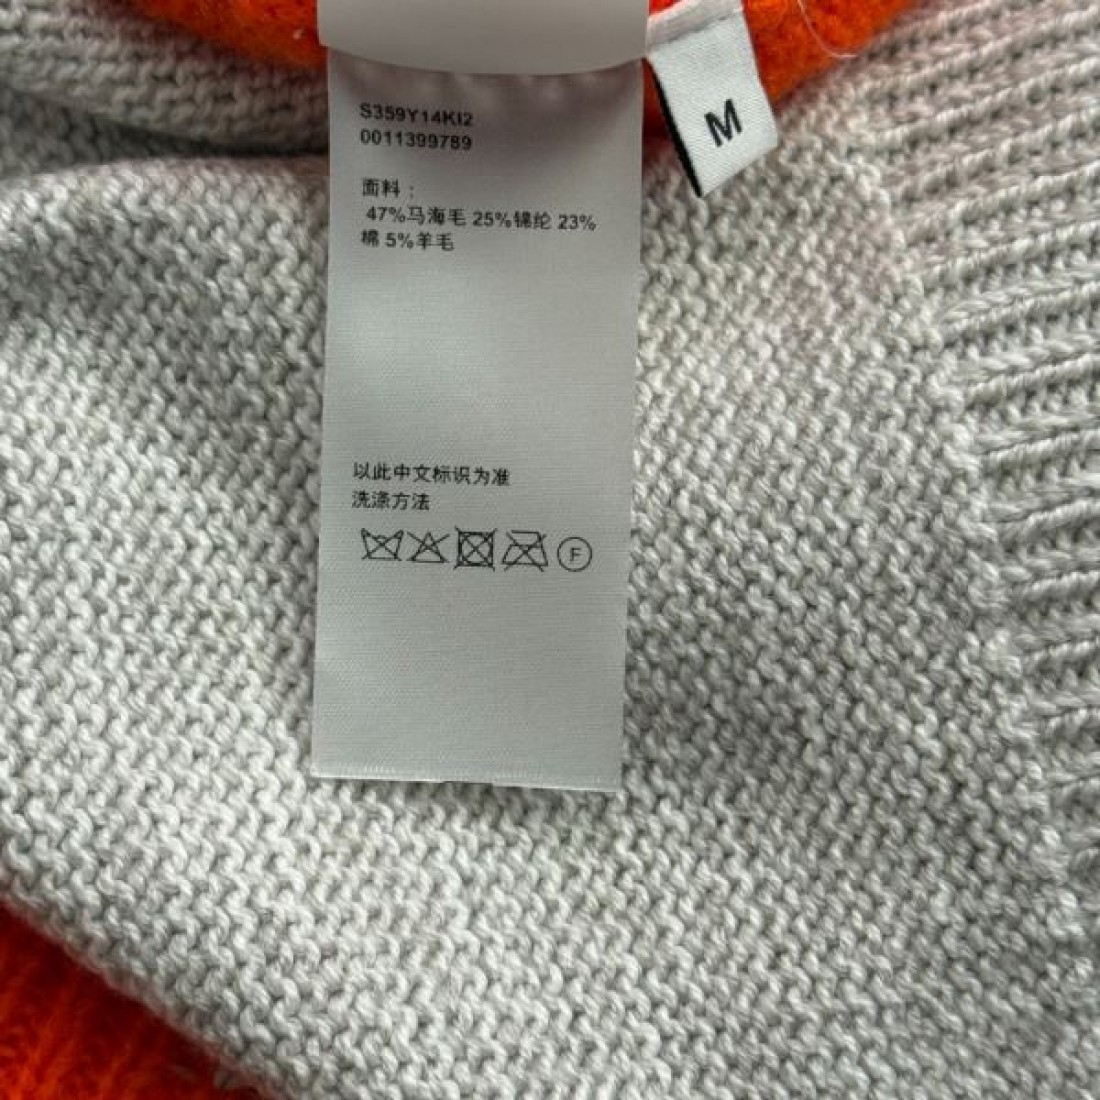 S359Y14KI2
0011399789
M
面料：
47%马海毛 25%锦纶 23%
棉 5%羊毛
以此中文标识为准
洗涤方法
F